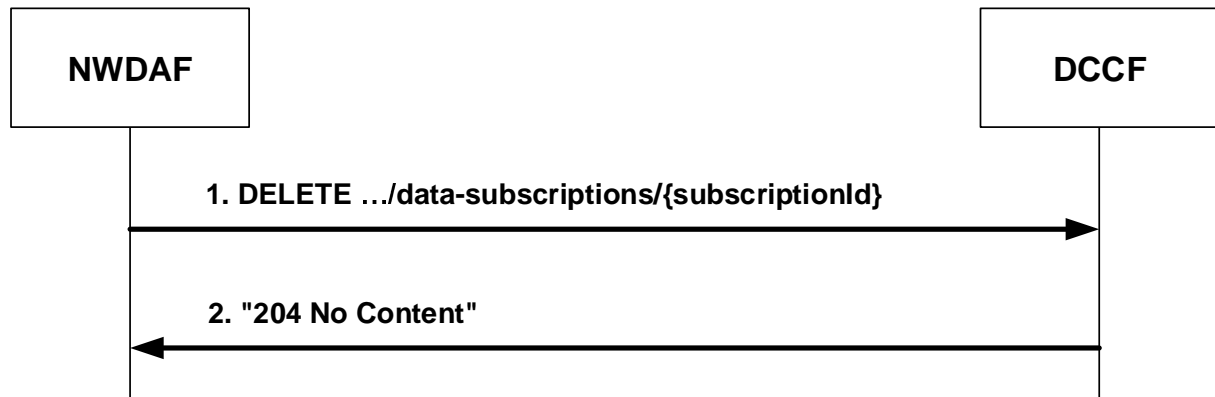 NWDAF
DCCF
1. DELETE …/data-subscriptions/{subscriptionId}
2. "204 No Content"